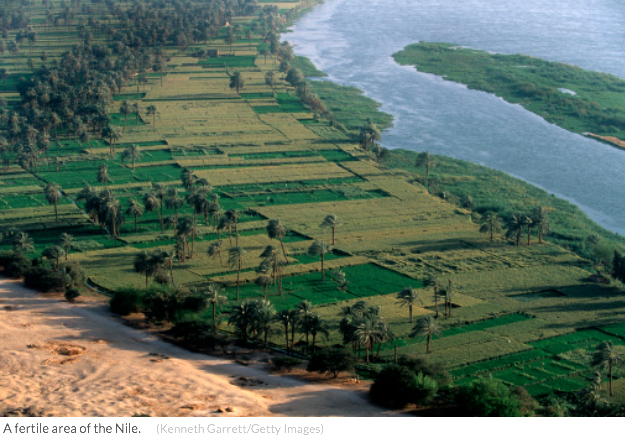 A fertile area of the Nile. (Kenneth Garrett/Getty Images)